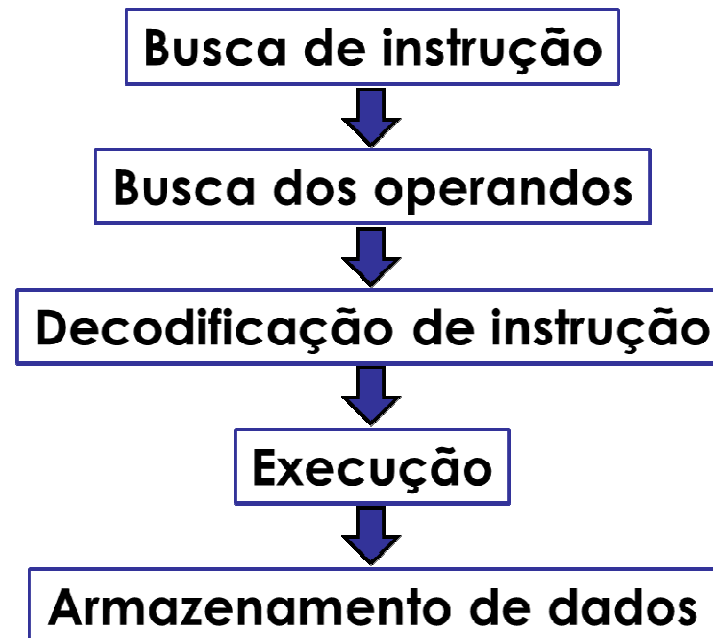 Busca de instrução
Busca dos operandos
Decodificação de instrução
Execução
Armazenamento de dados